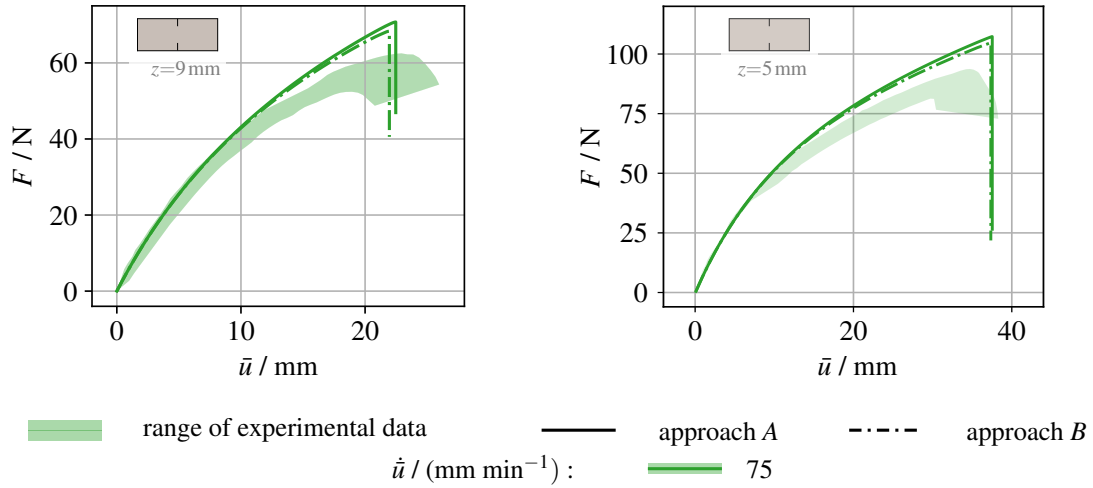 60
40
20
0
F / N
z=9 mm
0 10 20
ū / mm
100
75
50
25
0
F / N
z=5 mm
0 20 40
ū / mm
range of experimental data approach A approach B
u̇̄ / (mm min⁻¹) : 75